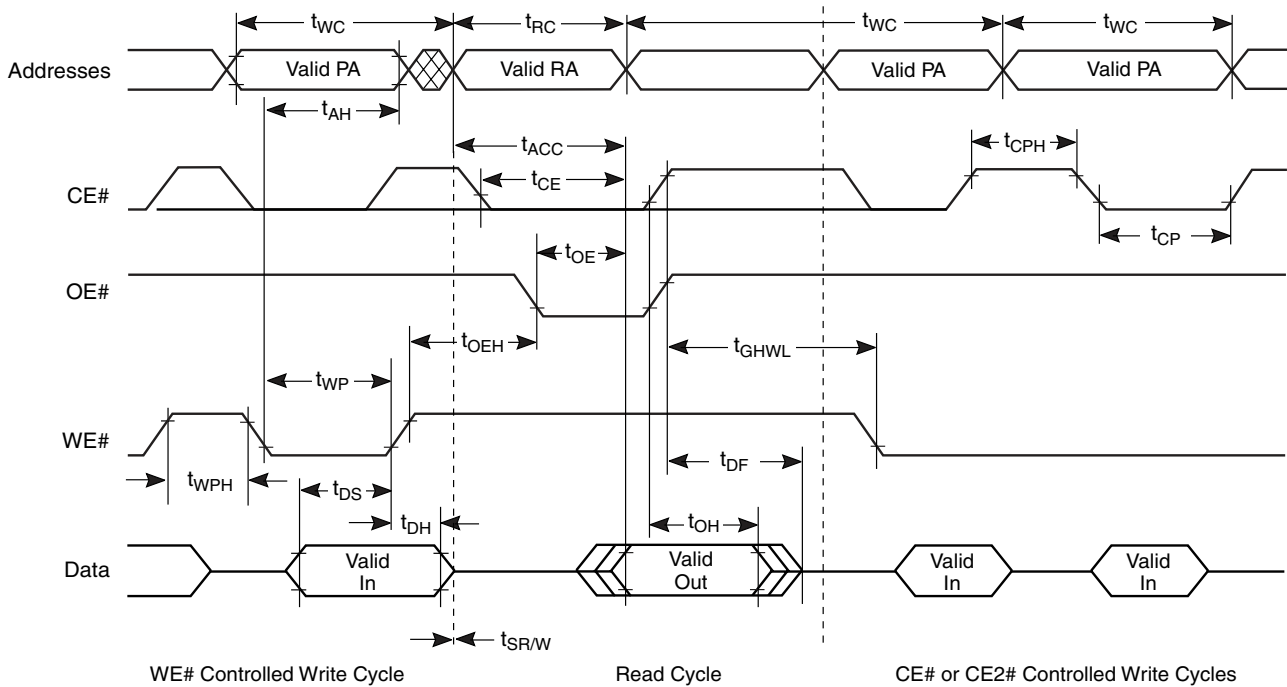 tWC tRC tWC tWC
Addresses Valid PA Valid RA Valid PA Valid PA
tAH
tACC tCPH
CE# tCE
tOE tCP
OE#
tOEH tGHWL
tWP
WE#
tWPH tDS tDF
tDH tOH
Data Valid In Valid Out Valid In Valid In
tSR/W
WE# Controlled Write Cycle Read Cycle CE# or CE2# Controlled Write Cycles